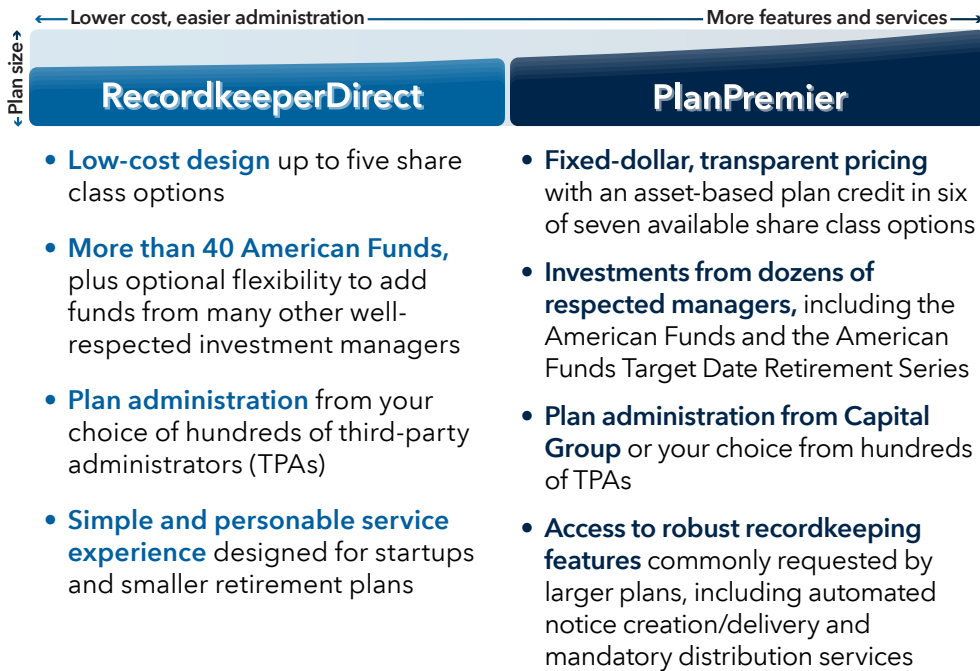 Lower cost, easier administration
More features and services
Plan size
RecordkeeperDirect
• Low-cost design up to five share
class options
• More than 40 American Funds,
plus optional flexibility to add
funds from many other well-
respected investment managers
• Plan administration from your
choice of hundreds of third-party
administrators (TPAs)
• Simple and personable service
experience designed for startups
and smaller retirement plans
PlanPremier
• Fixed-dollar, transparent pricing
with an asset-based plan credit in six
of seven available share class options
• Investments from dozens of
respected managers, including the
American Funds and the American
Funds Target Date Retirement Series
• Plan administration from Capital
Group or your choice from hundreds
of TPAs
• Access to robust recordkeeping
features commonly requested by
larger plans, including automated
notice creation/delivery and
mandatory distribution services